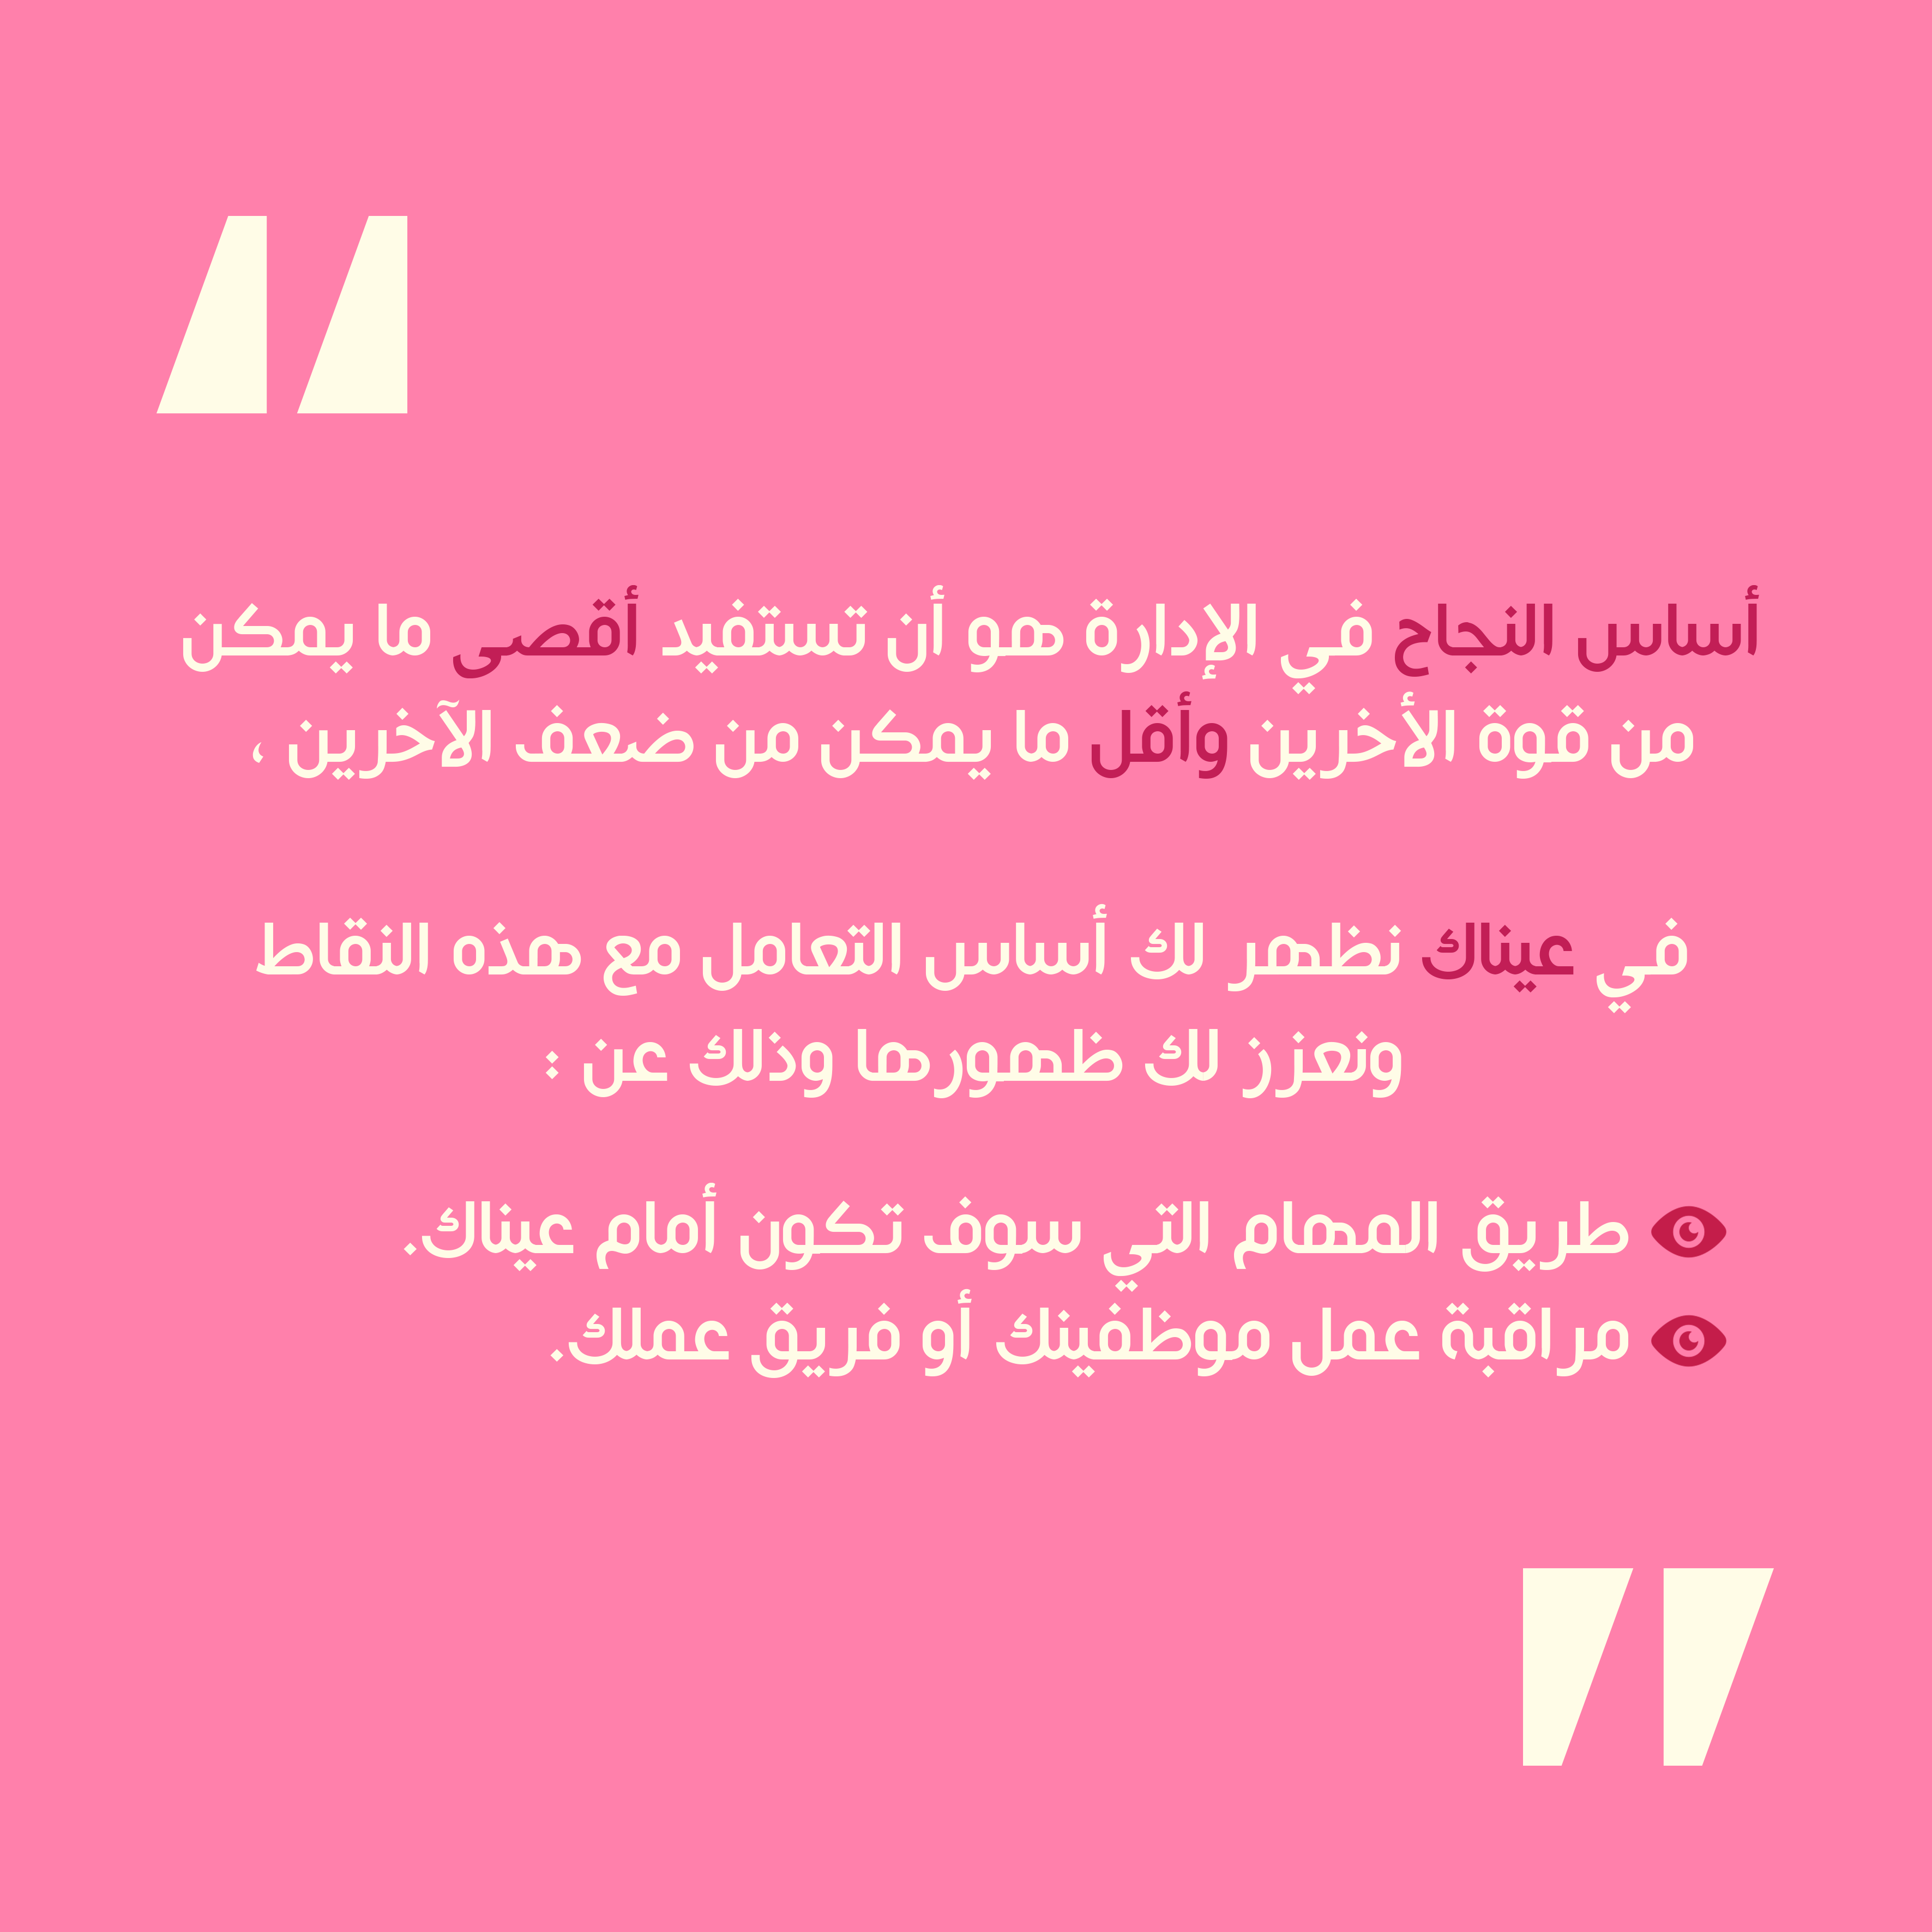 أساس النجاح في الإدارة هو أن تستفيد أقصى ما يمكن
من قوة الأخرين وأقل ما يمكن من ضعف الآخرين ،
في عيناك نظهر لك أساس التعامل مع هذه النقاط
ونعزز لك ظهورها وذلك عن :
طريق المهام التي سوف تكون أمام عيناك.
مراقبة عمل موظفينك أو فريق عملك.